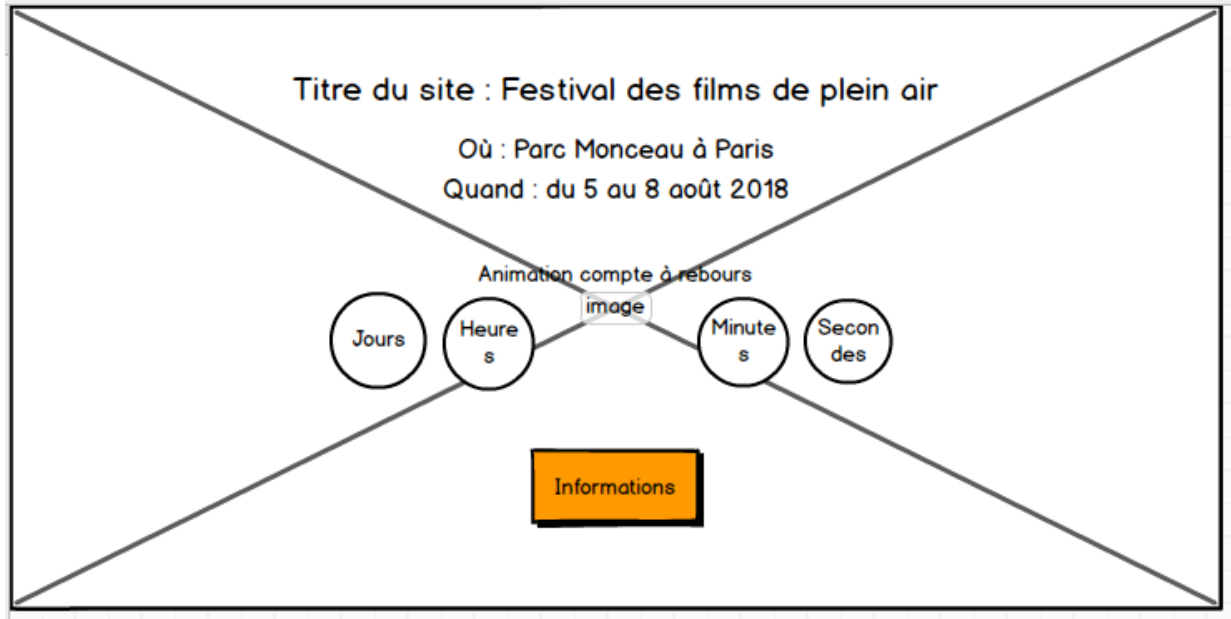 Titre du site : Festival des films de plein air
Où : Parc Monceau à Paris
Quand : du 5 au 8 août 2018
Animation compte à rebours
image
Jours
Heure
s
Minute
s
Secon
des
Informations